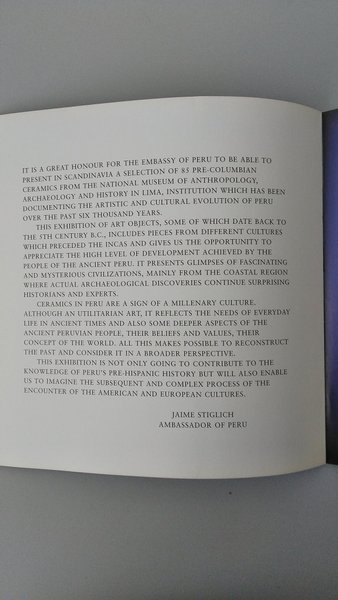 IT IS A GREAT HONOUR FOR THE EMBASSY OF PERU TO BE ABLE TO
PRESENT IN SCANDINAVIA A SELECTION OF 85 PRE-COLUMBIAN
CERAMICS FROM THE NATIONAL MUSEUM OF ANTHROPOLOGY,
ARCHAEOLOGY AND HISTORY IN LIMA, INSTITUTION WHICH HAS BEEN
DOCUMENTING THE ARTISTIC AND CULTURAL EVOLUTION OF PERU
OVER THE PAST SIX THOUSAND YEARS.
THIS EXHIBITION OF ART OBJECTS, SOME OF WHICH DATE BACK TO
THE 5TH CENTURY B.C., INCLUDES PIECES FROM DIFFERENT CULTURES
WHICH PRECEDED THE INCAS AND GIVES US THE OPPORTUNITY TO
APPRECIATE THE HIGH LEVEL OF DEVELOPMENT ACHIEVED BY THE
PEOPLE OF THE ANCIENT PERU. IT PRESENTS GLIMPSES OF FASCINATING
AND MYSTERIOUS CIVILIZATIONS, MAINLY FROM THE COASTAL REGION
WHERE ACTUAL ARCHAEOLOGICAL DISCOVERIES CONTINUE SURPRISING
HISTORIANS AND EXPERTS.
CERAMICS IN PERU ARE A SIGN OF A MILLENARY CULTURE.
ALTHOUGH AN UTILITARIAN ART, IT REFLECTS THE NEEDS OF EVERYDAY
LIFE IN ANCIENT TIMES AND ALSO SOME DEEPER ASPECTS OF THE
ANCIENT PERUVIAN PEOPLE, THEIR BELIEFS AND VALUES, THEIR
CONCEPT OF THE WORLD. ALL THIS MAKES POSSIBLE TO RECONSTRUCT
THE PAST AND CONSIDER IT IN A BROADER PERSPECTIVE.
THIS EXHIBITION IS NOT ONLY GOING TO CONTRIBUTE TO THE
KNOWLEDGE OF PERU'S PRE-HISPANIC HISTORY BUT WILL ALSO ENABLE
US TO IMAGINE THE SUBSEQUENT AND COMPLEX PROCESS OF THE
ENCOUNTER OF THE AMERICAN AND EUROPEAN CULTURES.
JAIME STIGLICH
AMBASSADOR OF PERU